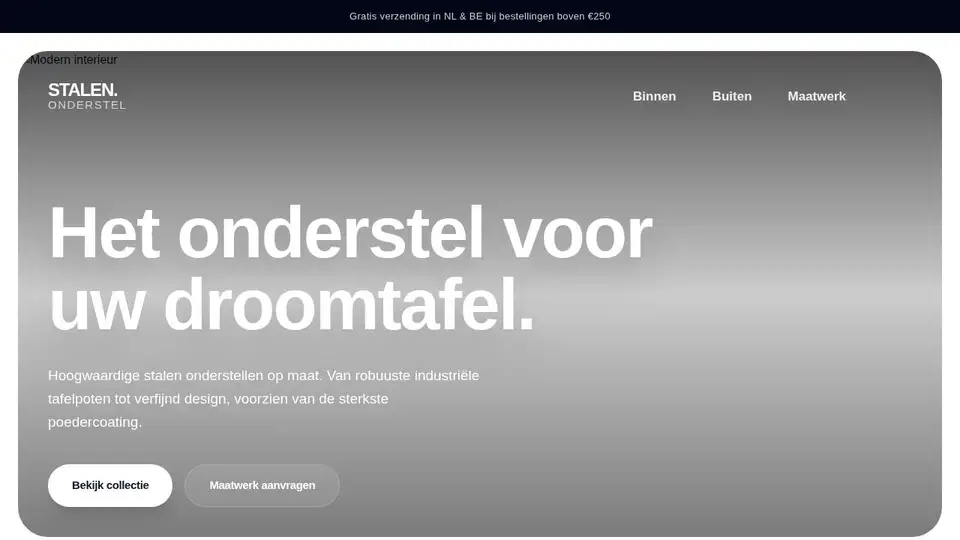 Gratis verzending in NL & BE bij bestellingen boven €250
Modern interieur
STALEN.
ONDERSTEL
Binnen Buiten Maatwerk
Het onderstel voor
uw droomtafel.
Hoogwaardige stalen onderstellen op maat. Van robuuste industriële
tafelpoten tot verfijnd design, voorzien van de sterkste
poedercoating.
Bekijk collectie Maatwerk aanvragen